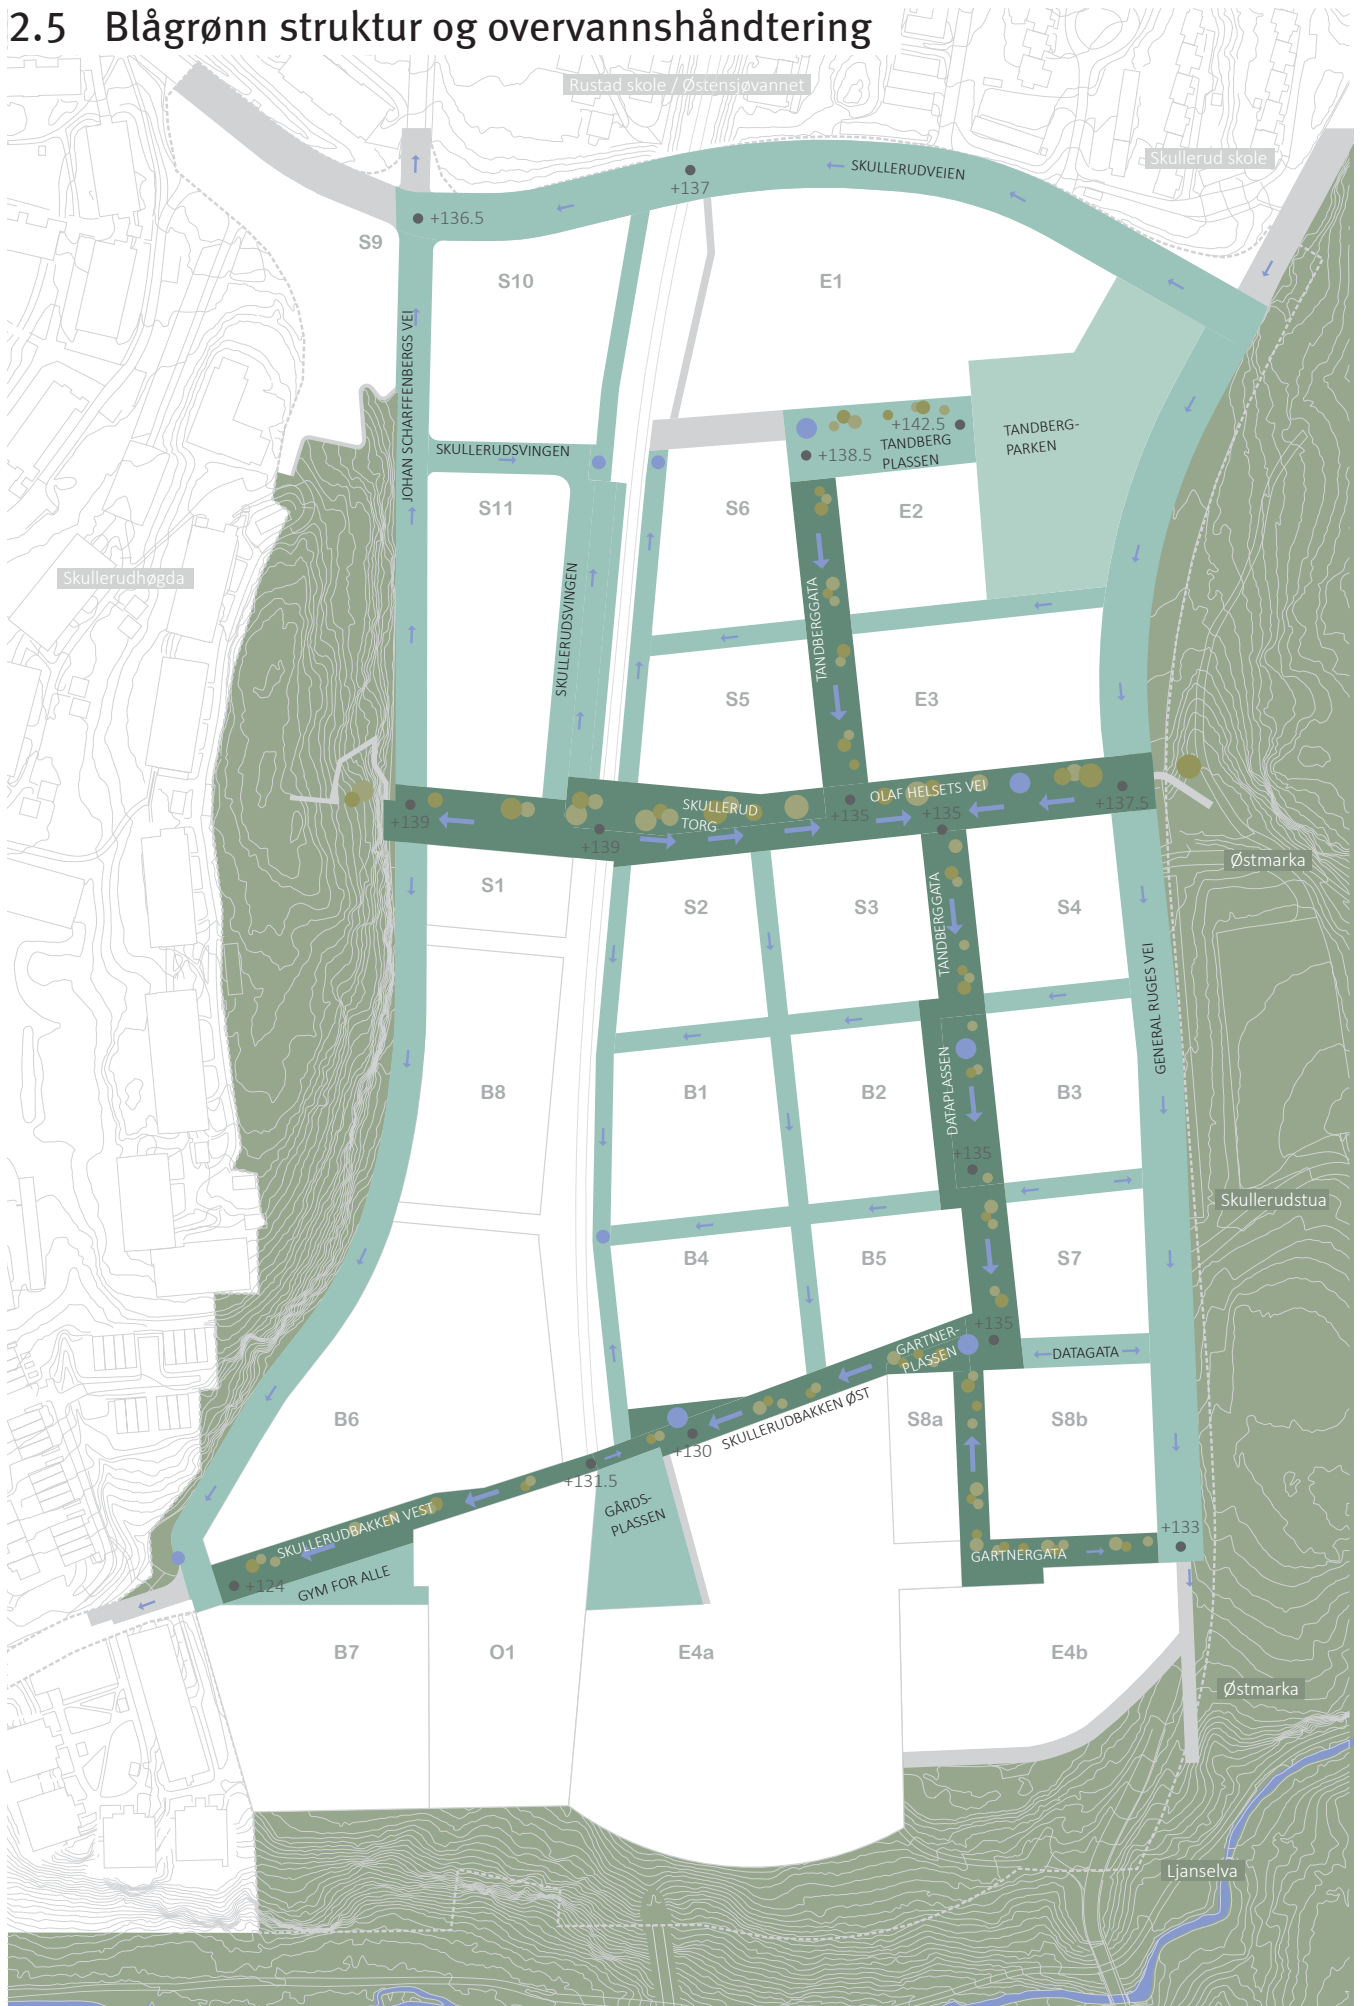 2.5 Blågrønn struktur og overvannshåndtering
Rustad skole / Østensjøvannet
Skullerud skole
SKULLERUDVEIEN
+137
+136.5
S9
S10
E1
JOHAN SCHARFFENBERGS VEI
+142.5
TANDBERG
PLASSEN
+138.5
TANDBERG-
PARKEN
SKULLERUDSVINGEN
S11
S6
E2
Skullerudhøgda
SKULLERUDSVINGEN
TANDBERGGATA
S5
E3
SKULLERUD
TORG
OLAF HELSETS VEI
+139
+139
+135
+135
+137.5
Østmarka
S1
S2
S3
TANDBERGGATA
S4
GENERAL RUGES VEI
B8
B1
B2
DATAPLASSEN
B3
+135
Skullerudstua
B4
B5
S7
+135
GARTNER-
PLASSEN
DATAGATA
SKULLERUDBAKKEN ØST
B6
S8a
S8b
+130
+131.5
GÅRDS-
PLASSEN
SKULLERUDBAKKEN VEST
+133
GARTNERGATA
+124
GYM FOR ALLE
B7
O1
E4a
E4b
Østmarka
Ljanselva